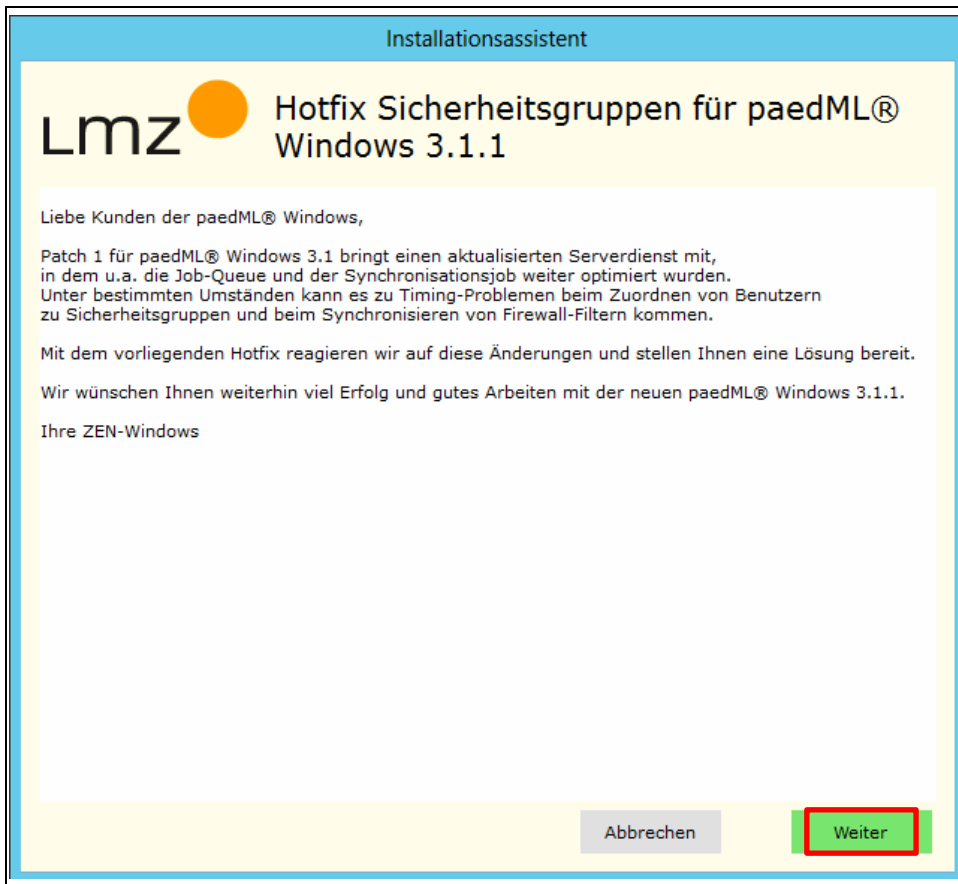 Installationsassistent
Lmz
Hotfix Sicherheitsgruppen für paedML®
Windows 3.1.1
Liebe Kunden der paedML® Windows,
Patch 1 für paedML® Windows 3.1 bringt einen aktualisierten Serverdienst mit,
in dem u.a. die Job-Queue und der Synchronisationsjob weiter optimiert wurden.
Unter bestimmten Umständen kann es zu Timing-Problemen beim Zuordnen von Benutzern
zu Sicherheitsgruppen und beim Synchronisieren von Firewall-Filtern kommen.
Mit dem vorliegenden Hotfix reagieren wir auf diese Änderungen und stellen Ihnen eine Lösung bereit.
Wir wünschen Ihnen weiterhin viel Erfolg und gutes Arbeiten mit der neuen paedML® Windows 3.1.1.
Ihre ZEN-Windows
Abbrechen
Weiter